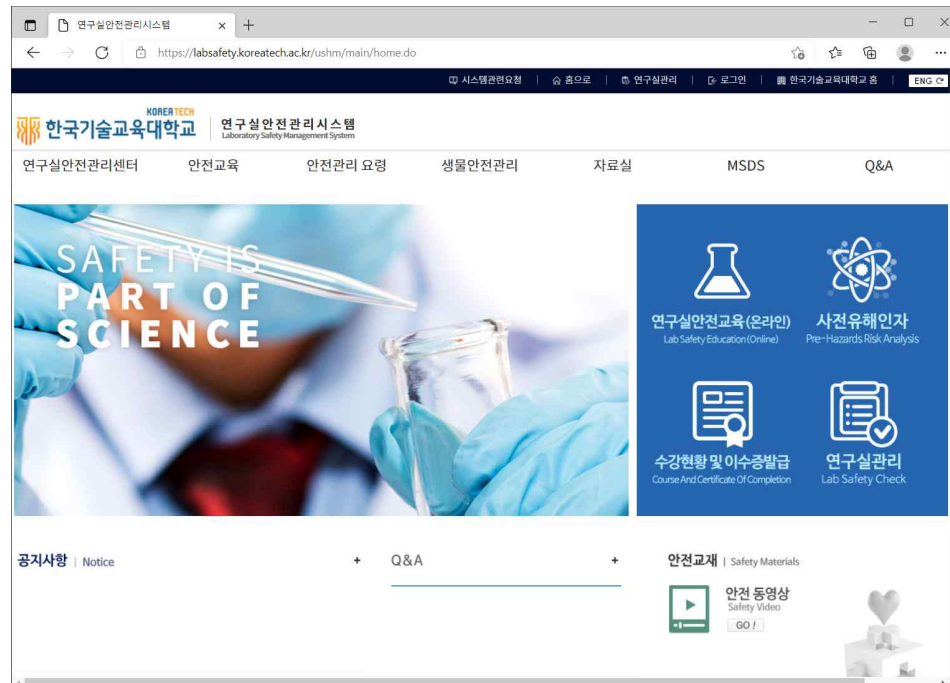 연구실안전관리시스템
https://labsafety.koreatech.ac.kr/ushm/main/home.do
시스템관련요청 | 홈으로 | 연구실관리 | 로그인 | 한국기술교육대학교 홈 | ENG
KOREATECH
한국기술교육대학교 연구실안전관리시스템
Laboratory Safety Management System
연구실안전관리센터 안전교육 안전관리 요령 생물안전관리 자료실 MSDS Q&A
SAFETY IS
PART OF
SCIENCE
연구실안전교육(온라인) 사전유해인자
Lab Safety Education(Online) Pre-Hazards Risk Analysis
수강현황 및 이수증발급 연구실관리
Course And Certificate Of Completion Lab Safety Check
공지사항 | Notice + Q&A + 안전교재 | Safety Materials
안전 동영상
Safety Video
GO !